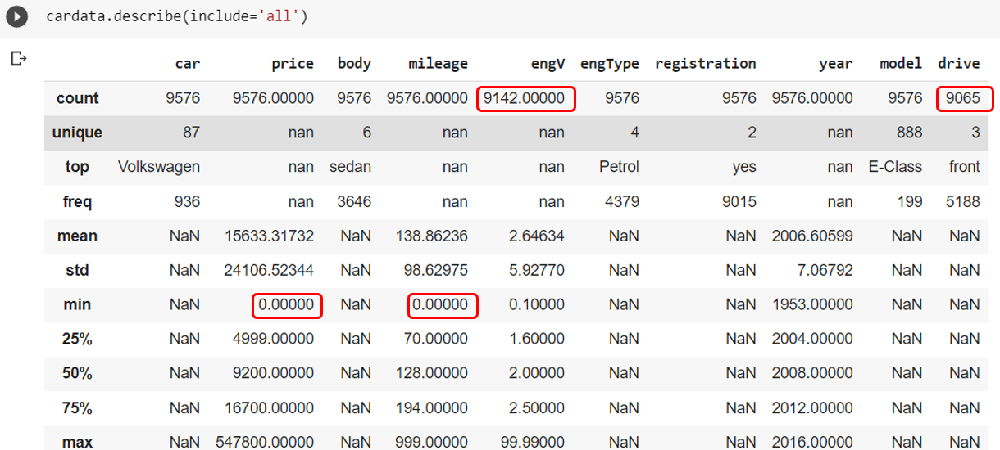 cardata.describe(include='all')
car price body mileage engV engType registration year model drive
count 9576 9576.00000 9576 9576.00000 9142.00000 9576 9576 9576.00000 9576 9065
unique 87 nan 6 nan nan 4 2 nan 888 3
top Volkswagen nan sedan nan nan Petrol yes nan E-Class front
freq 936 nan 3646 nan nan 4379 9015 nan 199 5188
mean NaN 15633.31732 NaN 138.86236 2.64634 NaN NaN 2006.60599 NaN NaN
std NaN 24106.52344 NaN 98.62975 5.92770 NaN NaN 7.06792 NaN NaN
min NaN 0.00000 NaN 0.00000 0.10000 NaN NaN 1953.00000 NaN NaN
25% NaN 4999.00000 NaN 70.00000 1.60000 NaN NaN 2004.00000 NaN NaN
50% NaN 9200.00000 NaN 128.00000 2.00000 NaN NaN 2008.00000 NaN NaN
75% NaN 16700.00000 NaN 194.00000 2.50000 NaN NaN 2012.00000 NaN NaN
max NaN 547800.00000 NaN 999.00000 99.99000 NaN NaN 2016.00000 NaN NaN